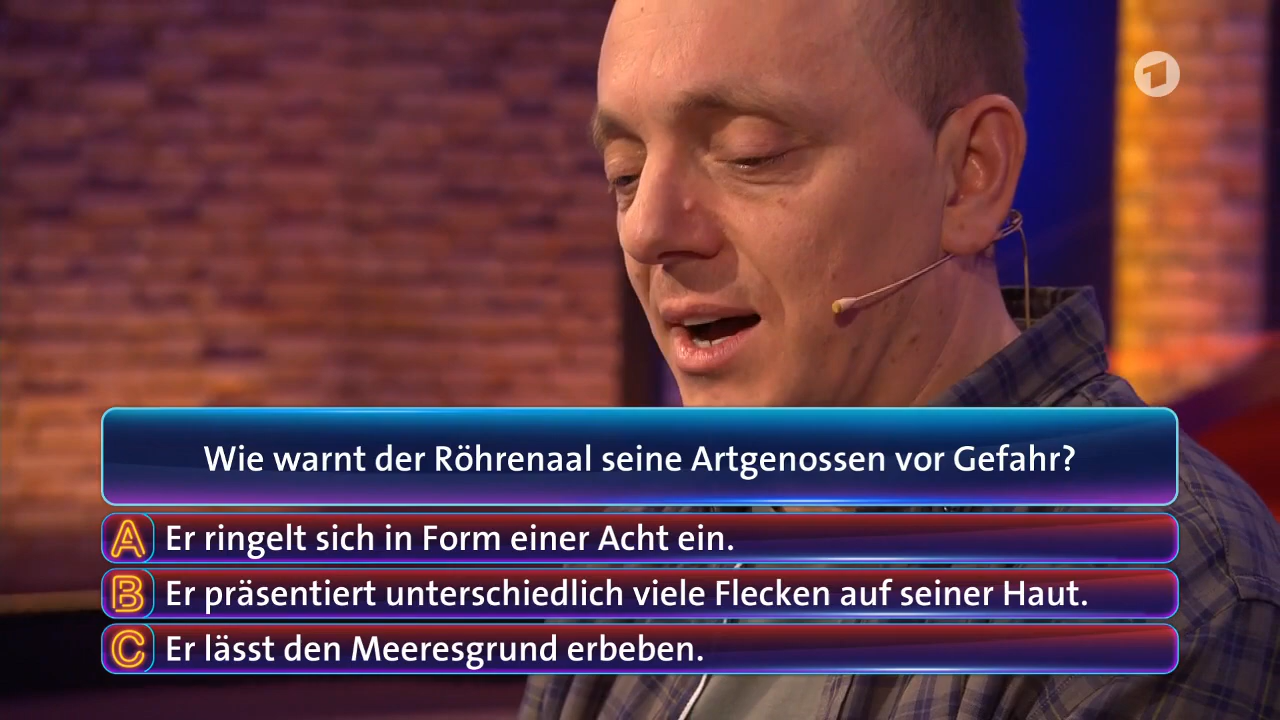 Wie warnt der Röhrenaal seine Artgenossen vor Gefahr?
A Er ringelt sich in Form einer Acht ein.
B Er präsentiert unterschiedlich viele Flecken auf seiner Haut.
C Er lässt den Meeresgrund erbeben.